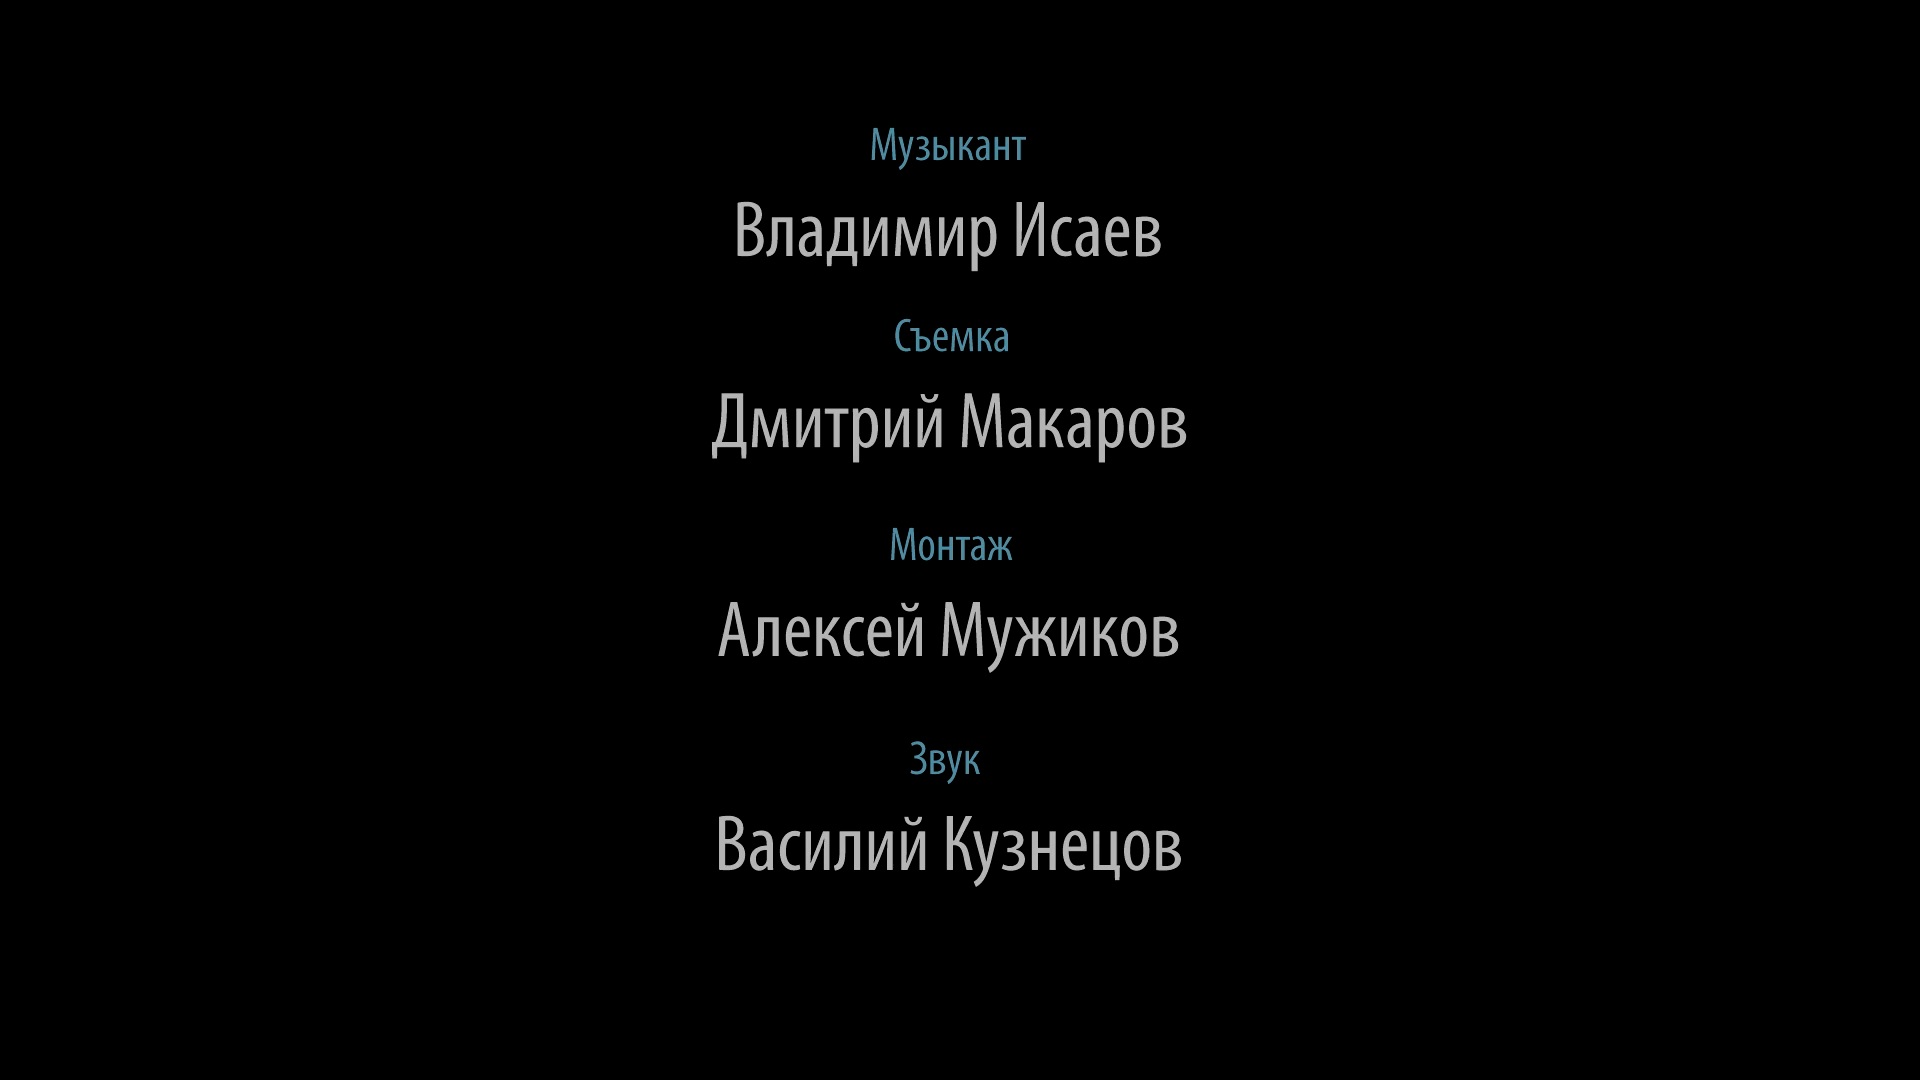 Музыкант
Владимир Исаев
Съемка
Дмитрий Макаров
Монтаж
Алексей Мужиков
Звук
Василий Кузнецов